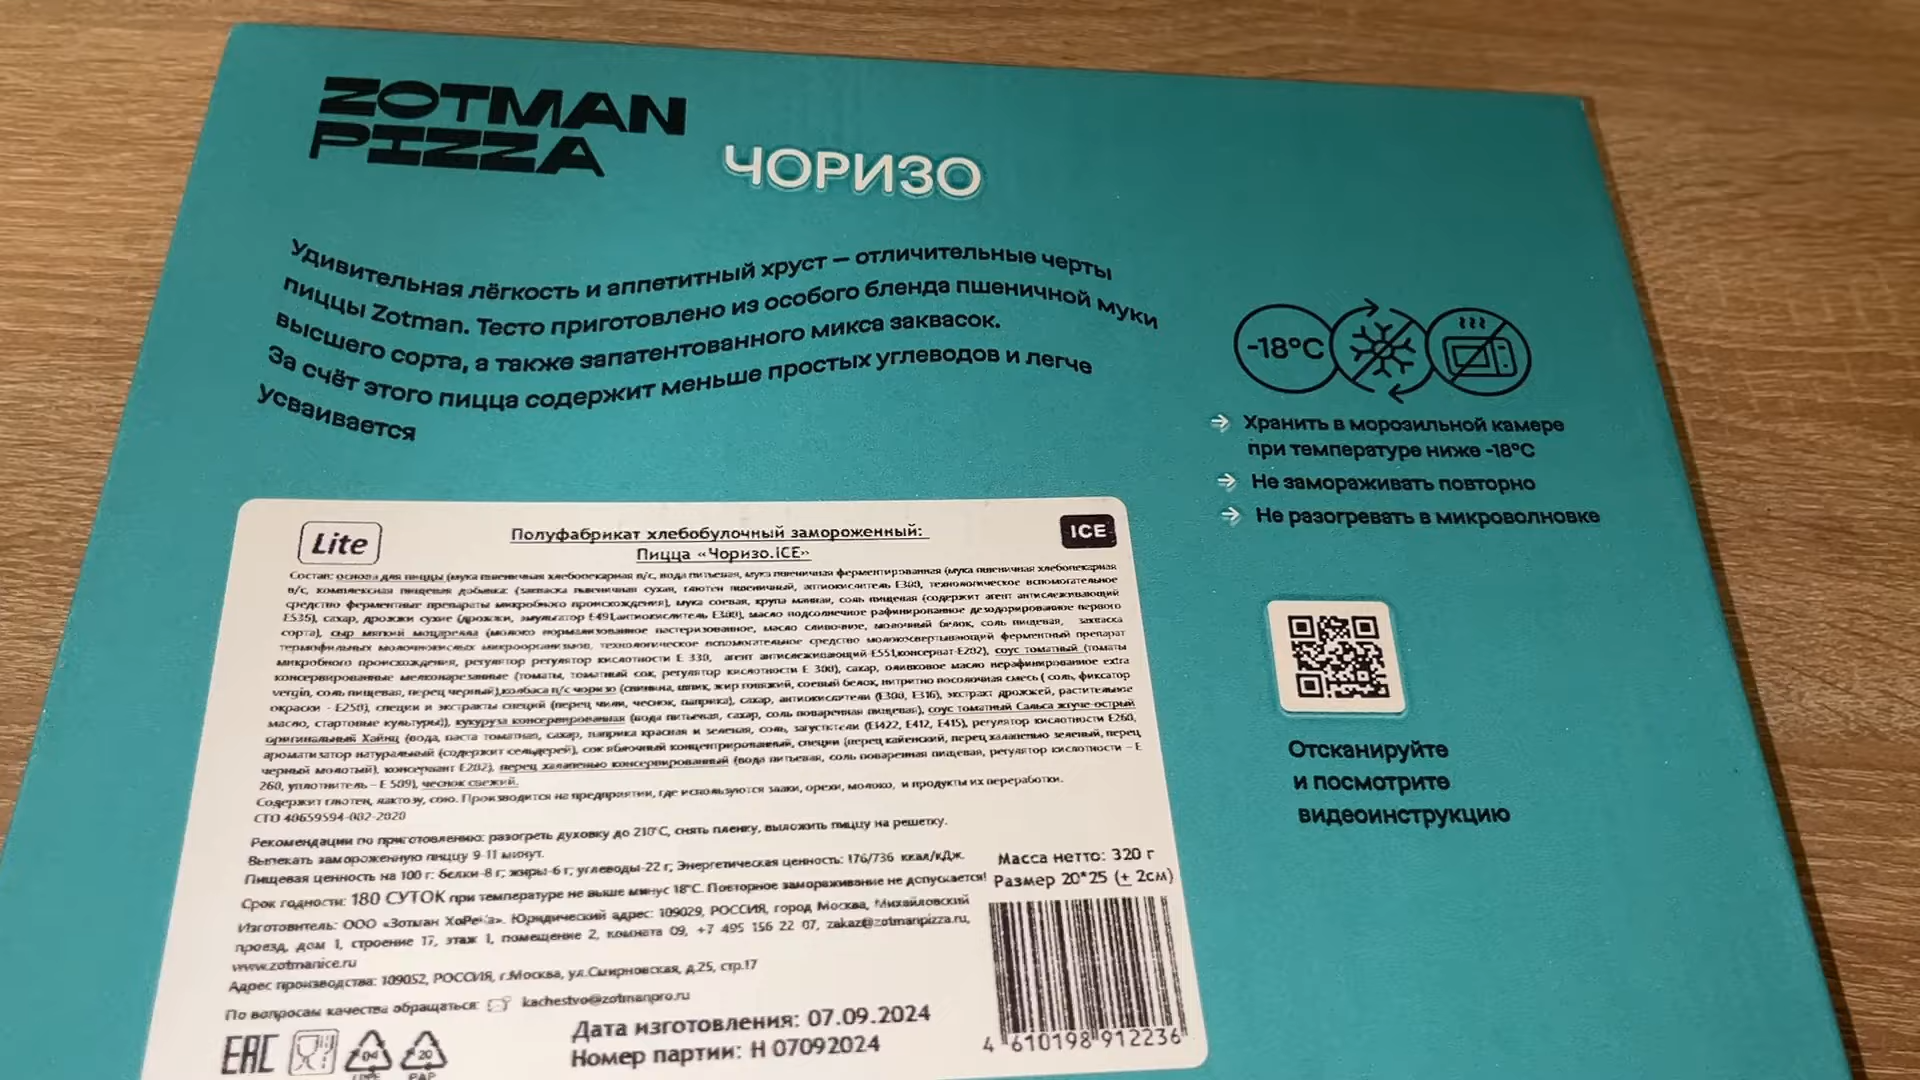 ZOTMAN
PIZZA
ЧОРИЗО
Удивительная лёгкость и аппетитный хруст – отличительные черты
пиццы Zotman. Тесто приготовлено из особого бленда пшеничной муки
высшего сорта, а также запатентованного микса заквасок.
За счёт этого пицца содержит меньше простых углеводов и легче
усваивается
-18°C
Хранить в морозильной камере
при температуре ниже -18°C
Не замораживать повторно
Не разогревать в микроволновке
Отсканируйте
и посмотрите
видеоинструкцию
Lite
Полуфабрикат хлебобулочный замороженный:
Пицца «Чоризо.iCE»
ICE
Состав: основа для пиццы (мука пшеничная хлебопекарная в/с, вода питьевая, мука пшеничная ферментированная (мука пшеничная хлебопекарная
в/с, комплексная пищевая добавка: (закваска пшеничная сухая, глютен пшеничный, антиокислитель Е300, технологическое вспомогательное
средство ферментные препараты микробного происхождения), мука соевая, крупа манная, соль пищевая (содержит агент антислеживающий
Е536), сахар, дрожжи сухие (дрожжи, эмульгатор Е491,антиокислитель Е300), масло подсолнечное рафинированное дезодорированное первого
сорта), сыр мягкий моцарелла (молоко нормализованное пастеризованное, масло сливочное, молочный белок, соль пищевая, закваска
термофильных молочнокислых микроорганизмов, технологическое вспомогательное средство молокосвертывающий ферментный препарат
микробного происхождения, регулятор регулятор кислотности Е 330, агент антислеживающий-Е551,консервант-Е202), соус томатный (томаты
консервированные мелконарезанные (томаты, томатный сок, регулятор кислотности Е 300), сахар, оливковое масло нерафинированное extra
vergin, соль пищевая, перец черный),колбаса п/с чоризо (свинина, шпик, жир говяжий, соевый белок, нитритно посолочная смесь ( соль, фиксатор
окраски - Е250), специи и экстракты специй (перец чили, чеснок, паприка), сахар, антиокислители (Е300, Е316), экстракт дрожжей, растительное
масло, стартовые культуры)), кукуруза консервированная (вода питьевая, сахар, соль поваренная пищевая), соус томатный Сальса жгуче-острый
оригинальный Хайнц (вода, паста томатная, сахар, паприка красная и зеленая, соль, загустители (Е1422, Е412, Е415), регулятор кислотности Е260,
ароматизатор натуральный (содержит сельдерей), сок яблочный концентрированный, специи (перец кайенский, перец халапеньо зеленый, перец
черный молотый), консервант Е202), перец халапеньо консервированный (вода питьевая, соль поваренная пищевая, регулятор кислотности – Е
260, уплотнитель – Е 509), чеснок свежий.
Содержит глютен, лактозу, сою. Производится на предприятии, где используются злаки, орехи, молоко, и продукты их переработки.
СТО 40659594-002-2020
Рекомендации по приготовлению: разогреть духовку до 210°С, снять пленку, выложить пиццу на решетку.
Выпекать замороженную пиццу 9-11 минут.
Пищевая ценность на 100 г: белки-8 г; жиры-6 г; углеводы-22 г; Энергетическая ценность: 176/736 ккал/кДж.
Срок годности: 180 СУТОК при температуре не выше минус 18°С. Повторное замораживание не допускается!
Изготовитель: ООО «Зотман ХоРеКа». Юридический адрес: 109029, РОССИЯ, город Москва, Михайловский
проезд, дом 1, строение 17, этаж 1, помещение 2, комната 09, +7 495 156 22 07, zakaz@zotmanpizza.ru,
www.zotmanice.ru
Адрес производства: 109052, РОССИЯ, г.Москва, ул.Смирновская, д.25, стр.17
По вопросам качества обращаться: kachestvo@zotmanpro.ru
Масса нетто: 320 г
Размер 20*25 (± 2см)
Дата изготовления: 07.09.2024
Номер партии: Н 07092024
4 610198 912236
EAC
04
20
PAP